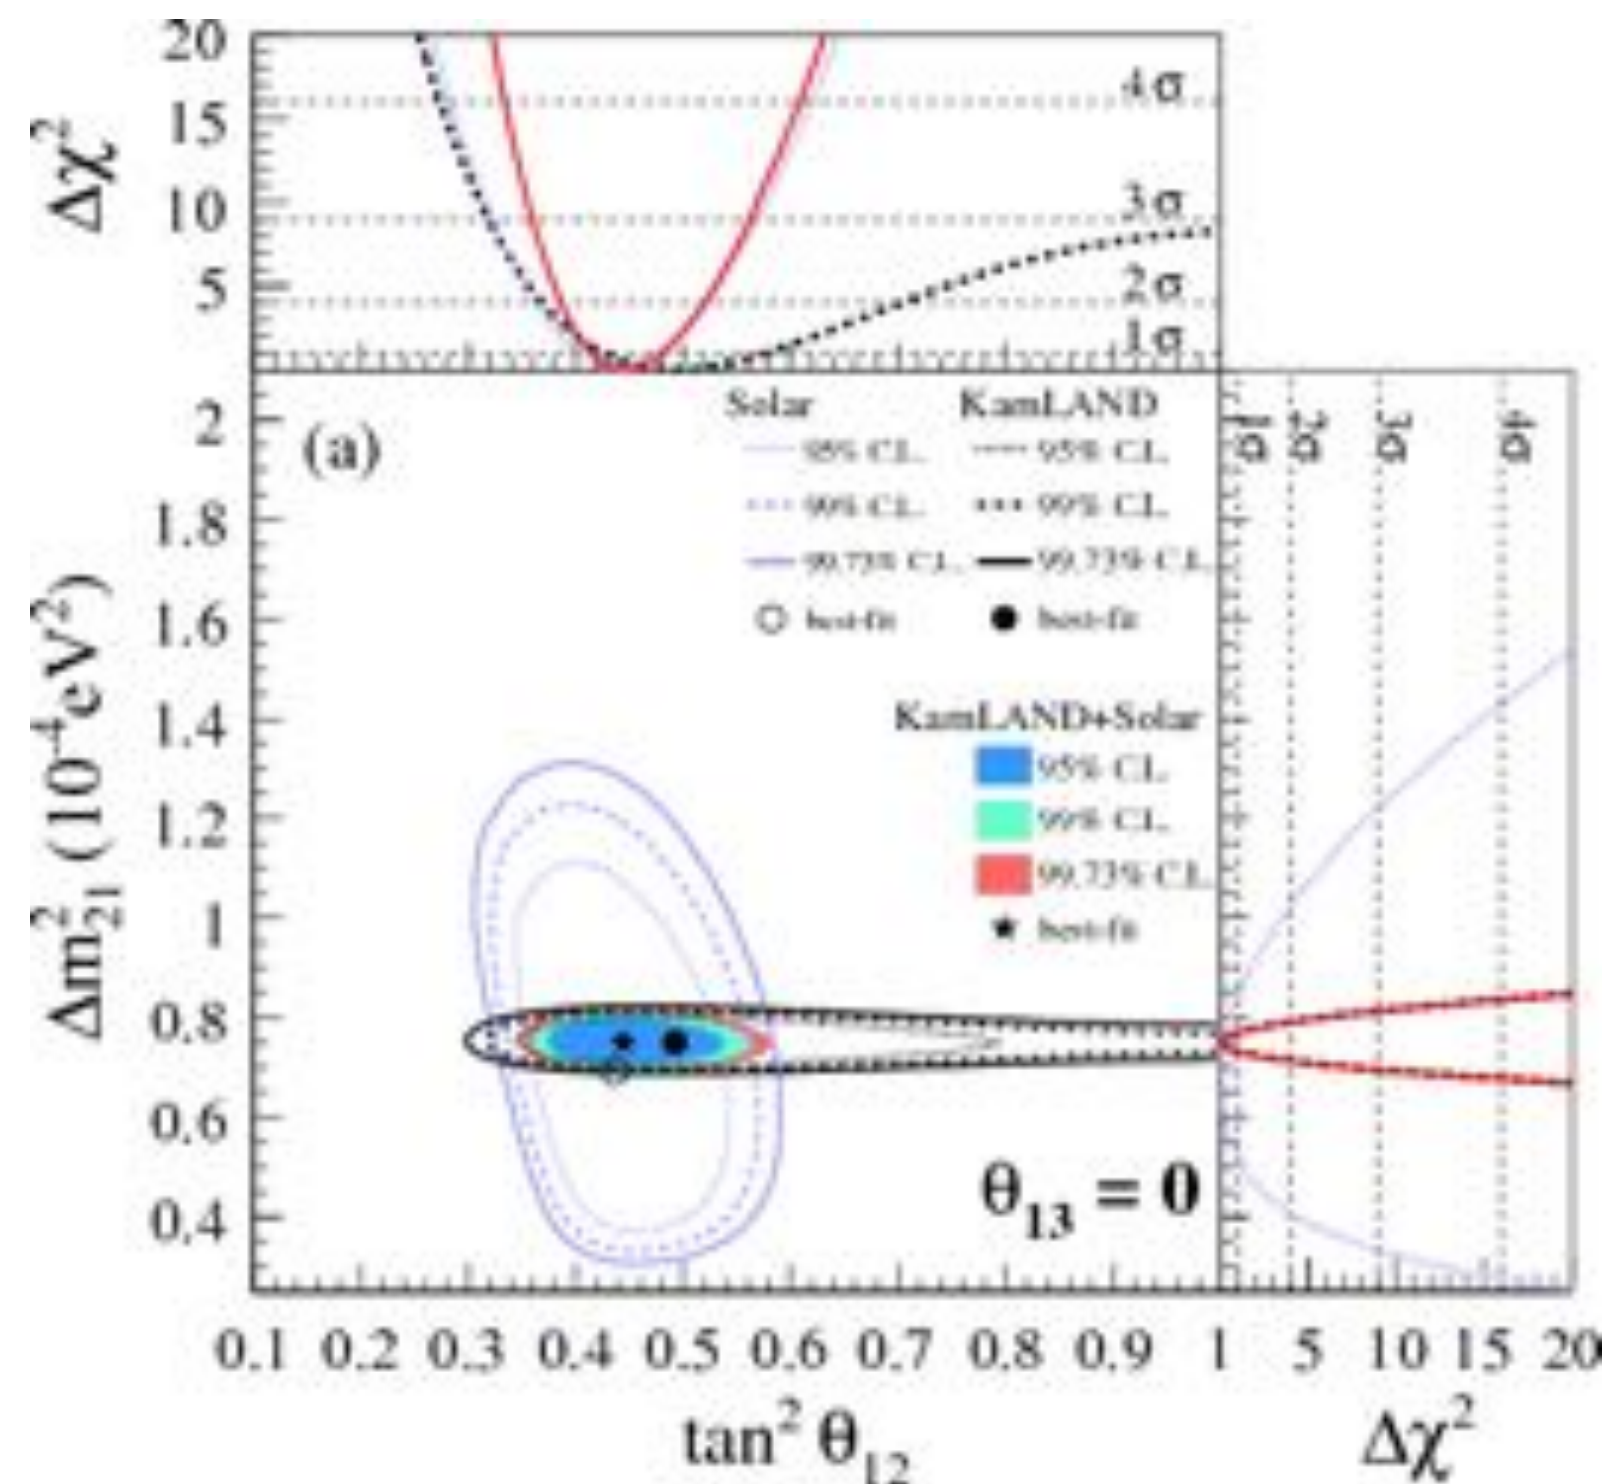 20
15
10
5
Δχ²
4σ
3σ
2σ
1σ
(a)
Solar KamLAND
95% C.L. 95% C.L.
99% C.L. 99% C.L.
99.73% C.L. 99.73% C.L.
best-fit best-fit
KamLAND+Solar
95% C.L.
99% C.L.
99.73% C.L.
best-fit
θ₁₃ = 0
1σ 2σ 3σ 4σ
2
1.8
1.6
1.4
1.2
1
0.8
0.6
0.4
Δm²₂₁ (10⁻⁴eV²)
0.1 0.2 0.3 0.4 0.5 0.6 0.7 0.8 0.9 1 5 10 15 20
tan² θ₁₂ Δχ²